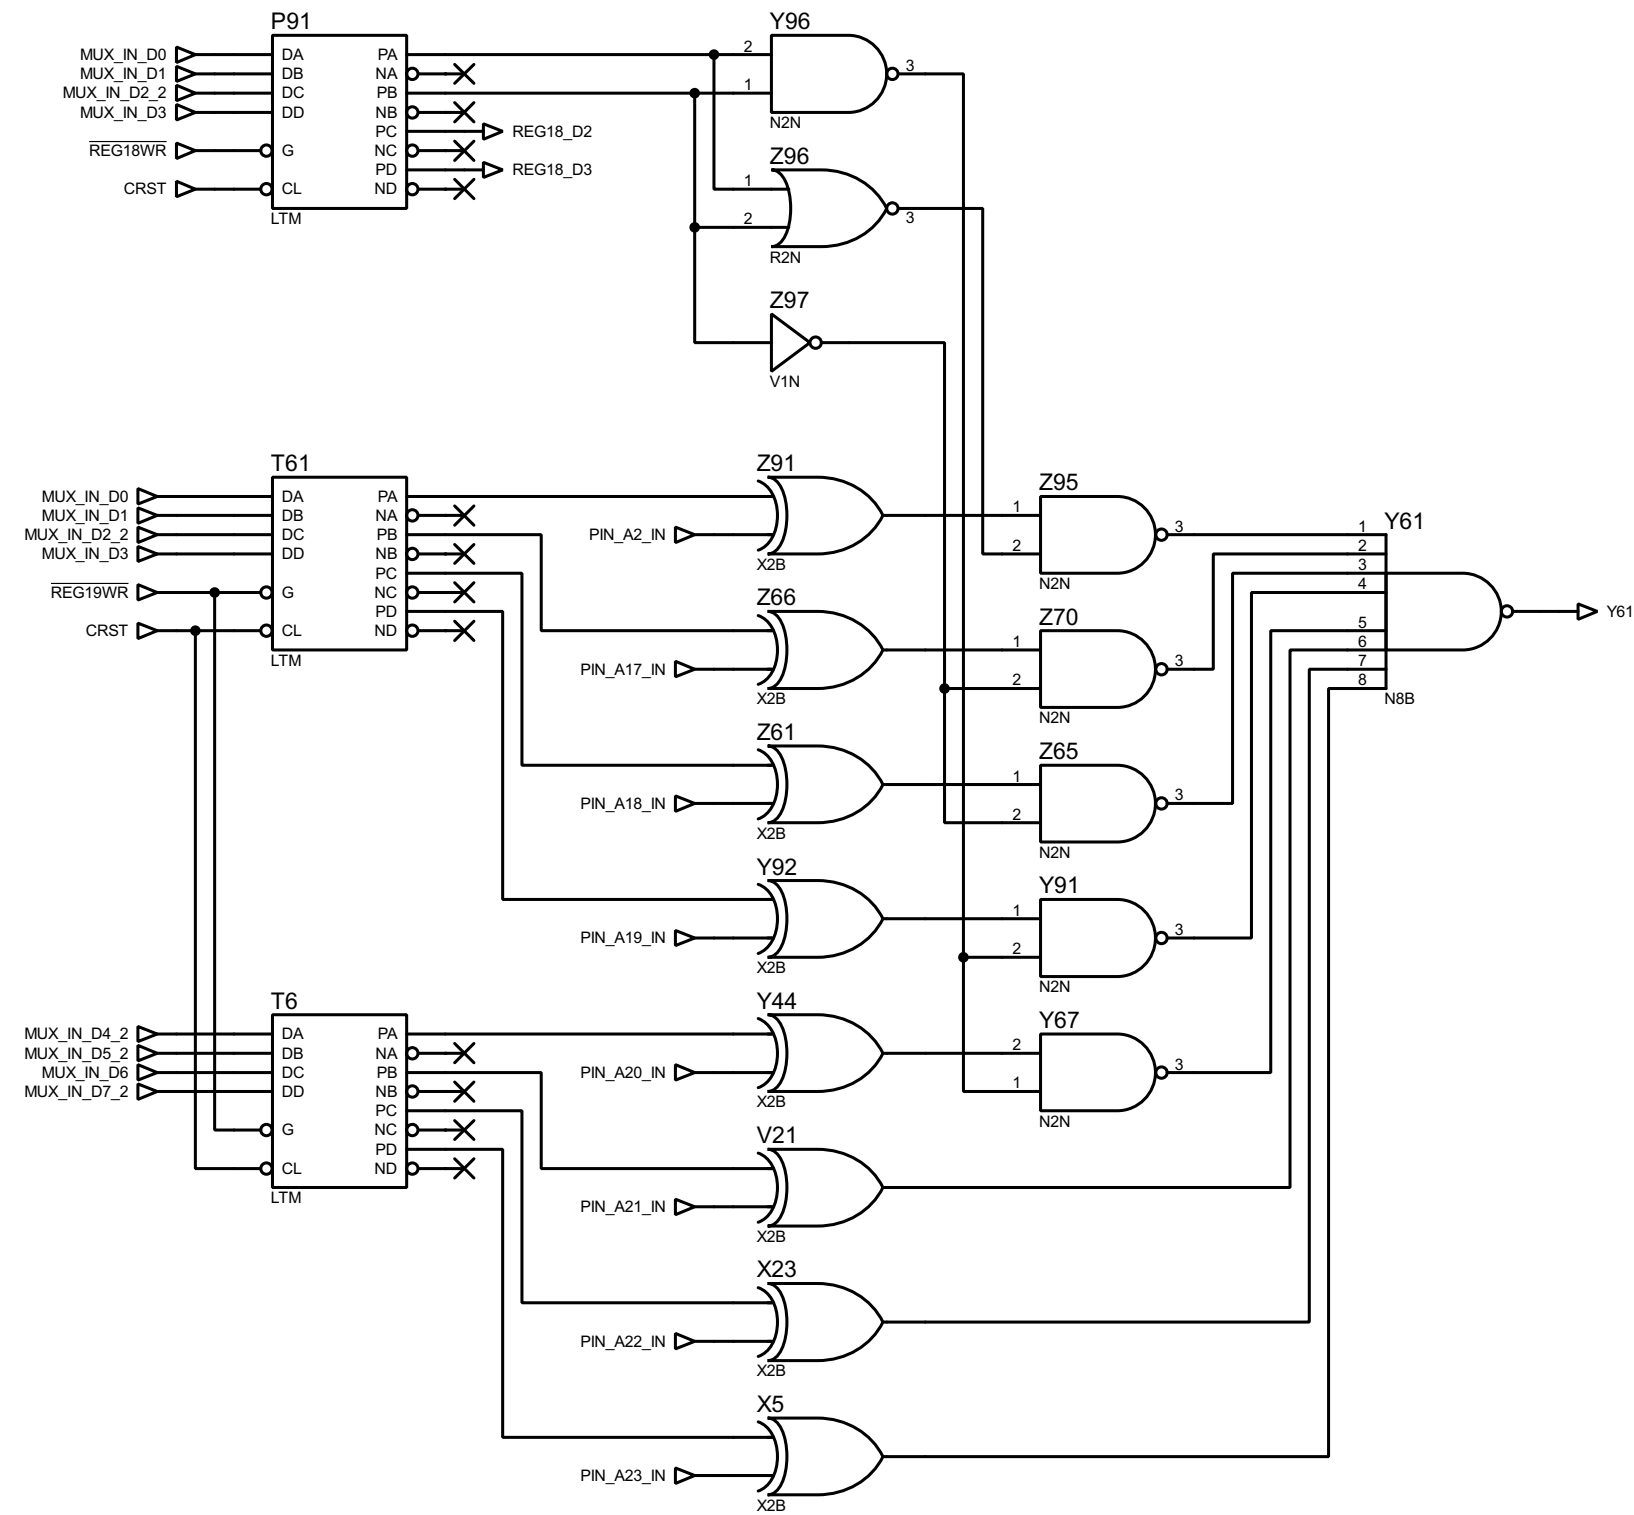 P91
Y96
MUX_IN_D0 DA PA 2
MUX_IN_D1 DB NA 3
MUX_IN_D2_2 DC PB 1
MUX_IN_D3 DD NB
N2N
PC REG18_D2
REG18WR G NC
Z96
PD REG18_D3
CRST CL ND 1
LTM 2 3
R2N
Z97
V1N
T61 Z91
Z95
MUX_IN_D0 DA PA
MUX_IN_D1 DB NA 1
MUX_IN_D2_2 DC PB PIN_A2_IN 3 1 Y61
MUX_IN_D3 DD NB 2 2
X2B
PC 3
N2N
REG19WR G NC 4
Z66
PD Z70
CRST CL ND 5
1 6
LTM
PIN_A17_IN 3 7
2 8
X2B N8B
N2N
Y61
Z61
Z65
1
PIN_A18_IN 3
2
X2B
N2N
Y92
Y91
1
PIN_A19_IN 3
2
X2B
N2N
T6 Y44
Y67
MUX_IN_D4_2 DA PA
MUX_IN_D5_2 DB NA 2
MUX_IN_D6 DC PB PIN_A20_IN 3
MUX_IN_D7_2 DD NB 1
X2B
PC
N2N
G NC
V21
PD
CL ND
LTM
PIN_A21_IN
X2B
X23
PIN_A22_IN
X2B
X5
PIN_A23_IN
X2B